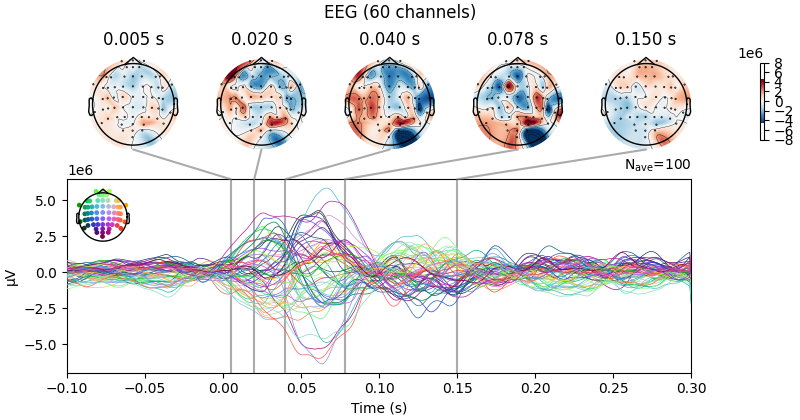 EEG (60 channels)
0.005 s
0.020 s
0.040 s
0.078 s
0.150 s
1e6
8
6
4
2
0
−2
−4
−6
−8
Nave=100
1e6
5.0
2.5
0.0
−2.5
−5.0
µV
−0.10
−0.05
0.00
0.05
0.10
0.15
0.20
0.25
0.30
Time (s)